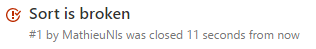 Sort is broken
#1 by MathieuNls was closed 11 seconds from now